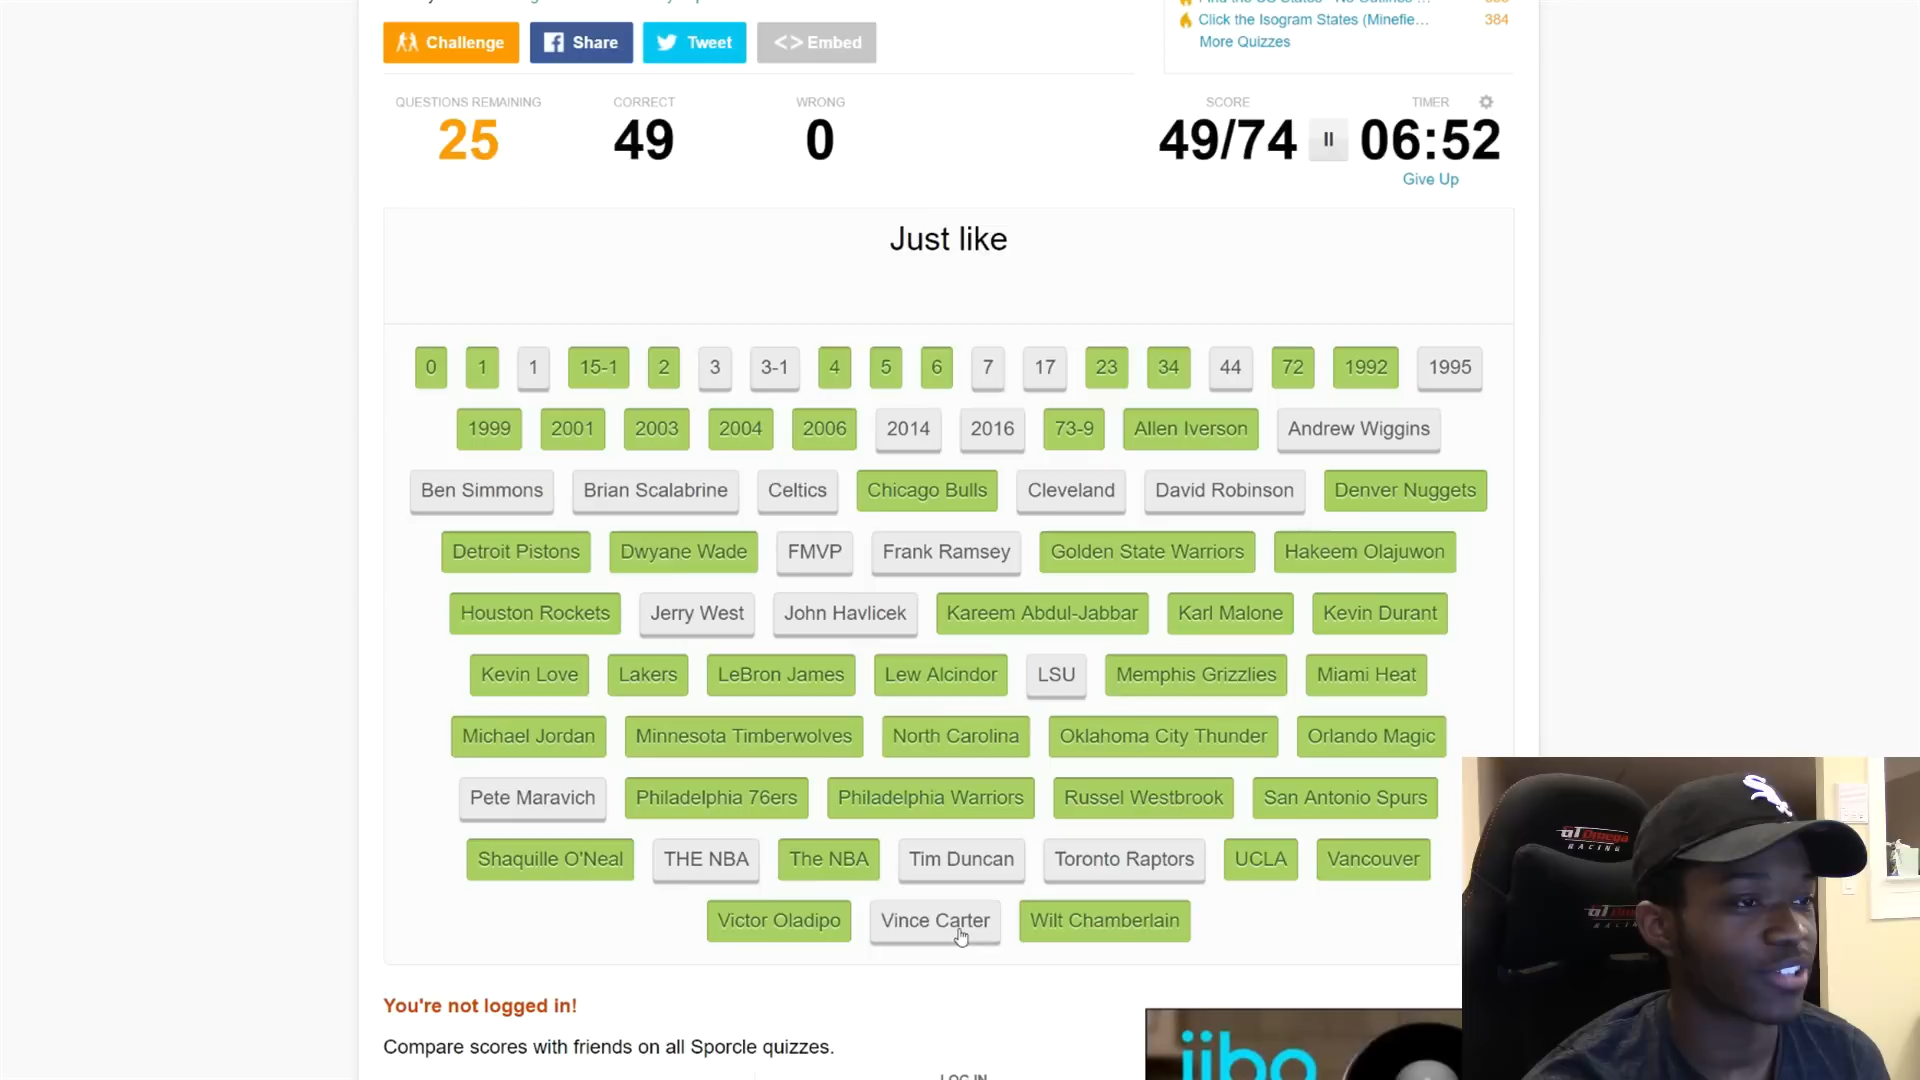 Click the Isogram States (Minefie... 384
More Quizzes
Challenge Share Tweet <> Embed
QUESTIONS REMAINING CORRECT WRONG SCORE TIMER
25 49 0 49/74 06:52
Give Up
Just like
0 1 1 15-1 2 3 3-1 4 5 6 7 17 23 34 44 72 1992 1995
1999 2001 2003 2004 2006 2014 2016 73-9 Allen Iverson Andrew Wiggins
Ben Simmons Brian Scalabrine Celtics Chicago Bulls Cleveland David Robinson Denver Nuggets
Detroit Pistons Dwyane Wade FMVP Frank Ramsey Golden State Warriors Hakeem Olajuwon
Houston Rockets Jerry West John Havlicek Kareem Abdul-Jabbar Karl Malone Kevin Durant
Kevin Love Lakers LeBron James Lew Alcindor LSU Memphis Grizzlies Miami Heat
Michael Jordan Minnesota Timberwolves North Carolina Oklahoma City Thunder Orlando Magic
Pete Maravich Philadelphia 76ers Philadelphia Warriors Russel Westbrook San Antonio Spurs
Shaquille O'Neal THE NBA The NBA Tim Duncan Toronto Raptors UCLA Vancouver
Victor Oladipo Vince Carter Wilt Chamberlain
You're not logged in!
Compare scores with friends on all Sporcle quizzes.
LOG IN
jibo
GT Omega
RACING
Sox